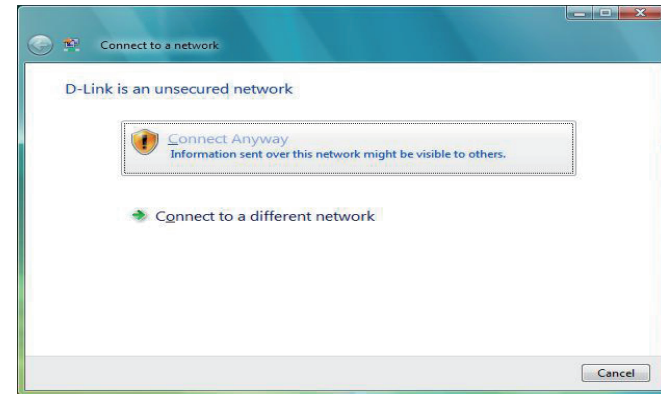 Connect to a network
D-Link is an unsecured network
Connect Anyway
Information sent over this network might be visible to others.
Connect to a different network
Cancel